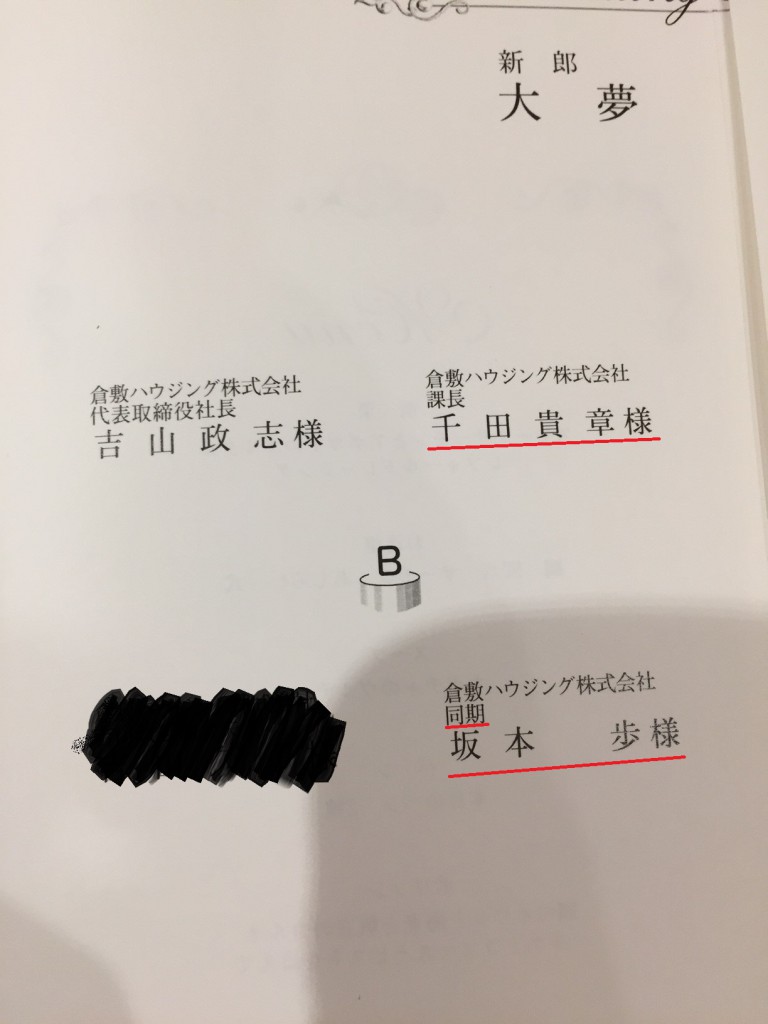 新郎
大夢
倉敷ハウジング株式会社
代表取締役社長
吉山政志様
倉敷ハウジング株式会社
課長
千田貴章様
B
倉敷ハウジング株式会社
同期
坂本 歩様